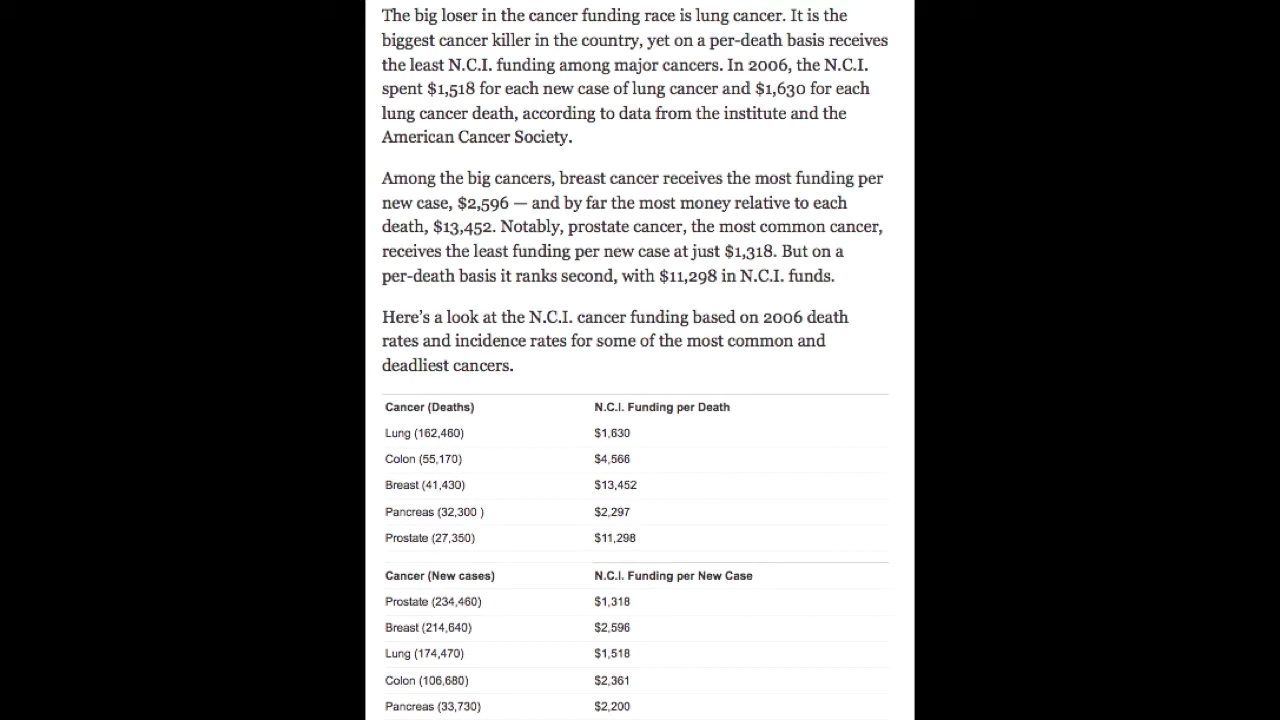 The big loser in the cancer funding race is lung cancer. It is the
biggest cancer killer in the country, yet on a per-death basis receives
the least N.C.I. funding among major cancers. In 2006, the N.C.I.
spent $1,518 for each new case of lung cancer and $1,630 for each
lung cancer death, according to data from the institute and the
American Cancer Society.
Among the big cancers, breast cancer receives the most funding per
new case, $2,596 — and by far the most money relative to each
death, $13,452. Notably, prostate cancer, the most common cancer,
receives the least funding per new case at just $1,318. But on a
per-death basis it ranks second, with $11,298 in N.C.I. funds.
Here's a look at the N.C.I. cancer funding based on 2006 death
rates and incidence rates for some of the most common and
deadliest cancers.
Cancer (Deaths) N.C.I. Funding per Death
Lung (162,460) $1,630
Colon (55,170) $4,566
Breast (41,430) $13,452
Pancreas (32,300 ) $2,297
Prostate (27,350) $11,298
Cancer (New cases) N.C.I. Funding per New Case
Prostate (234,460) $1,318
Breast (214,640) $2,596
Lung (174,470) $1,518
Colon (106,680) $2,361
Pancreas (33,730) $2,200